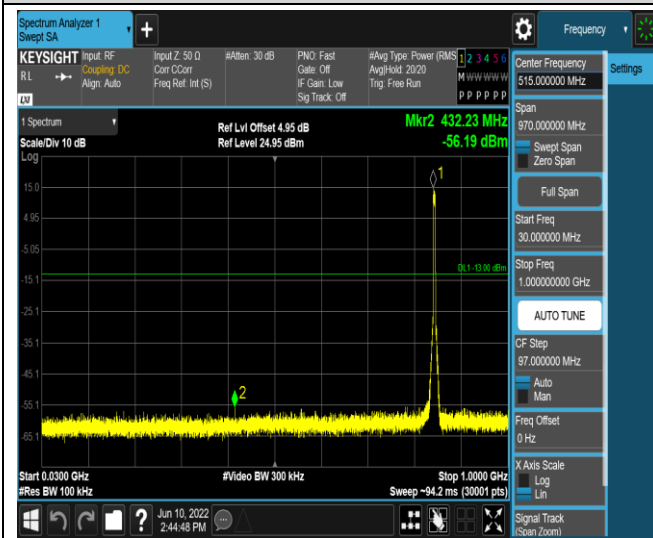 Spectrum Analyzer 1
Swept SA
+
Frequency
KEYSIGHT
RL
LXI
Input: RF
Coupling: DC
Align: Auto
Input Z: 50 Ω
Corr CCorr
Freq Ref: Int (S)
#Atten: 30 dB
PNO: Fast
Gate: Off
IF Gain: Low
Sig Track: Off
#Avg Type: Power (RMS
Avg|Hold: 20/20
Trig: Free Run
1 2 3 4 5 6
M W W W W W
P P P P P P
1 Spectrum
Scale/Div 10 dB
Log
Ref Lvl Offset 4.95 dB
Ref Level 24.95 dBm
Mkr2 432.23 MHz
-56.19 dBm
1
15.0
4.95
-5.05
DL1 -13.00 dBm
-15.1
-25.1
-35.1
-45.1
2
-55.1
-65.1
Start 0.0300 GHz
#Video BW 300 kHz
Stop 1.0000 GHz
#Res BW 100 kHz
Sweep ~94.2 ms (30001 pts)
?
Jun 10, 2022
2:44:48 PM
Center Frequency
515.000000 MHz
Settings
Span
970.000000 MHz
Swept Span
Zero Span
Full Span
Start Freq
30.000000 MHz
Stop Freq
1.000000000 GHz
AUTO TUNE
CF Step
97.000000 MHz
Auto
Man
Freq Offset
0 Hz
X Axis Scale
Log
Lin
Signal Track
(Span Zoom)